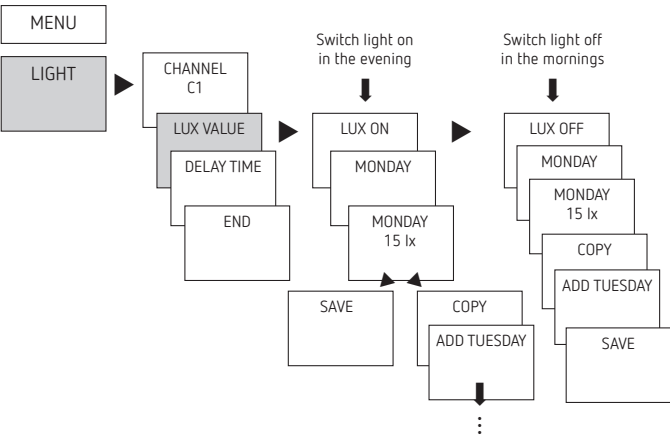 MENU
LIGHT
CHANNEL
C1
LUX VALUE
DELAY TIME
END
Switch light on
in the evening
LUX ON
MONDAY
MONDAY
15 lx
SAVE
COPY
ADD TUESDAY
Switch light off
in the mornings
LUX OFF
MONDAY
MONDAY
15 lx
COPY
ADD TUESDAY
SAVE